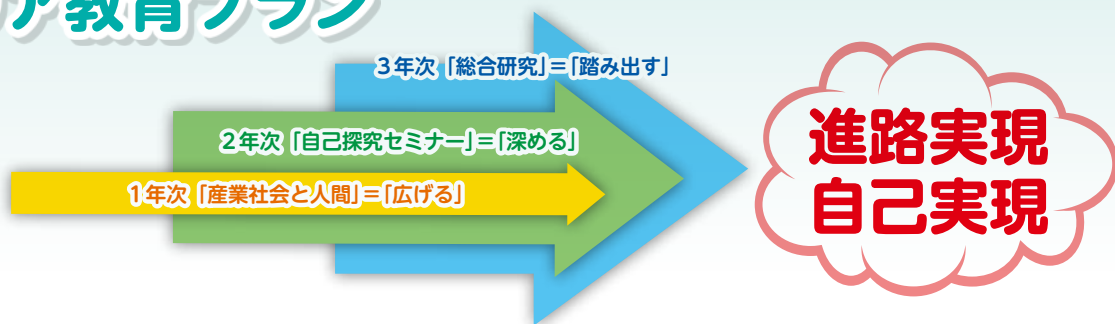 ア教育プラン
3年次「総合研究」=「踏み出す」
2年次「自己探究セミナー」=「深める」
1年次「産業社会と人間」=「広げる」
進路実現
自己実現